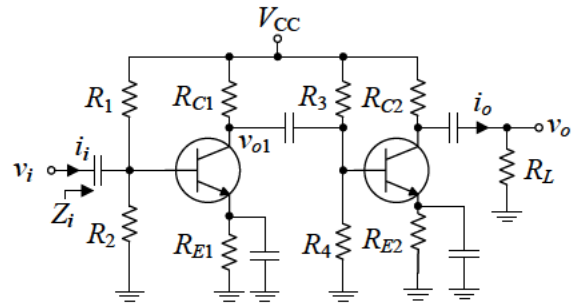 V_CC
R_1 R_C1 R_3 R_C2
i_o
v_o
v_o1
i_i
v_i
R_L
Z_i
R_2 R_E1 R_4 R_E2